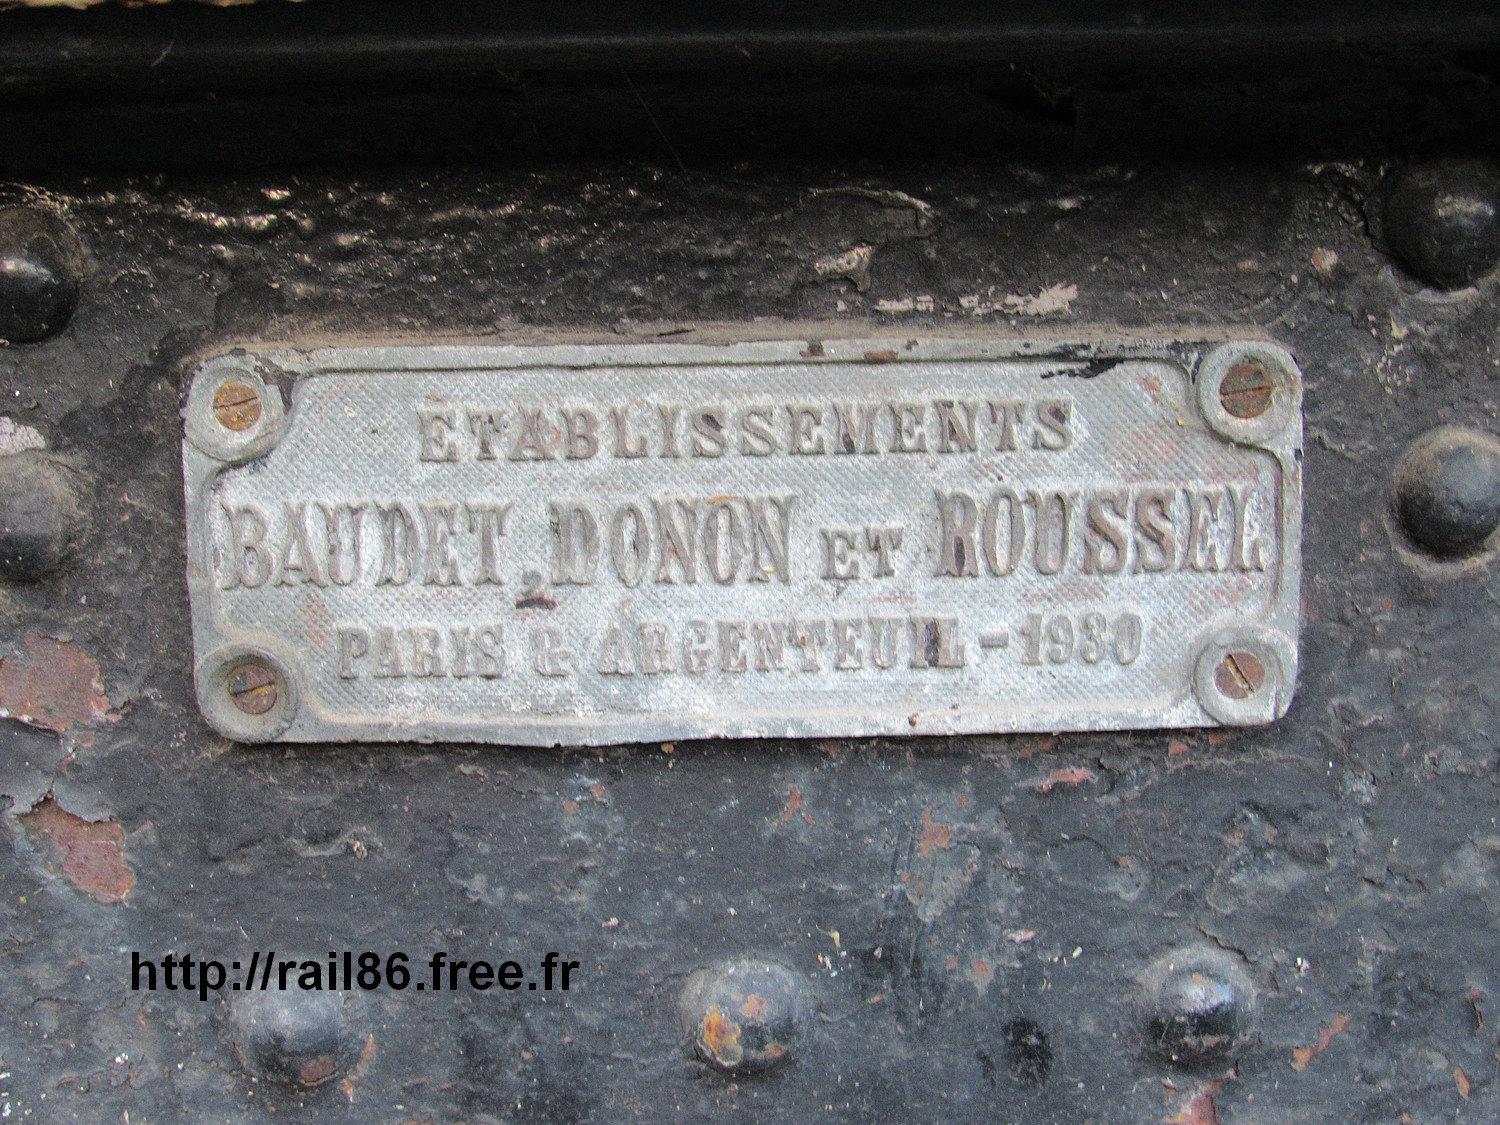 ETABLISSEMENTS
BAUDET, DONON ET ROUSSEL
PARIS & ARGENTEUIL - 1930
http://rail86.free.fr